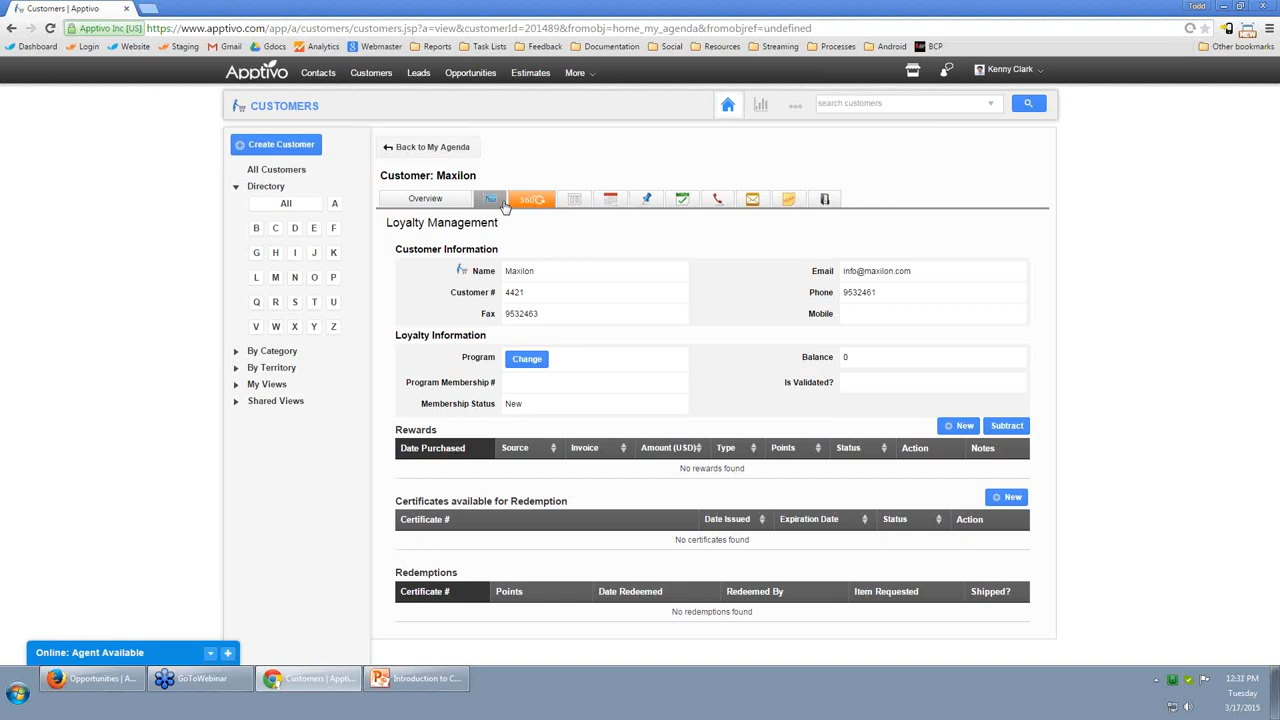 Customers | Apptivo
Todd
Apptivo Inc [US] https://www.apptivo.com/app/a/customers/customers.jsp?a=view&customerId=201489&fromobj=home_my_agenda&fromobjref=undefined
Dashboard Login Website Staging Gmail Gdocs Analytics Webmaster Reports Task Lists Feedback Documentation Social Resources Streaming Processes Android BCP Other bookmarks
Apptivo Contacts Customers Leads Opportunities Estimates More Kenny Clark
CUSTOMERS search customers
Create Customer
Back to My Agenda
All Customers
Directory
Customer: Maxilon
All A
Overview 360
B C D E F
Loyalty Management
G H I J K
Customer Information
L M N O P
Name Maxilon Email info@maxilon.com
Customer # 4421 Phone 9532461
Q R S T U
Fax 9532463 Mobile
V W X Y Z
Loyalty Information
By Category
Program Change Balance 0
By Territory
My Views
Program Membership # Is Validated?
Shared Views
Membership Status New
Rewards New Subtract
Date Purchased Source Invoice Amount (USD) Type Points Status Action Notes
No rewards found
Certificates available for Redemption New
Certificate # Date Issued Expiration Date Status Action
No certificates found
Redemptions
Certificate # Points Date Redeemed Redeemed By Item Requested Shipped?
No redemptions found
Online: Agent Available
Opportunities | A... GoToWebinar Customers | Appti... Introduction to C...
12:32 PM
Tuesday
3/17/2015